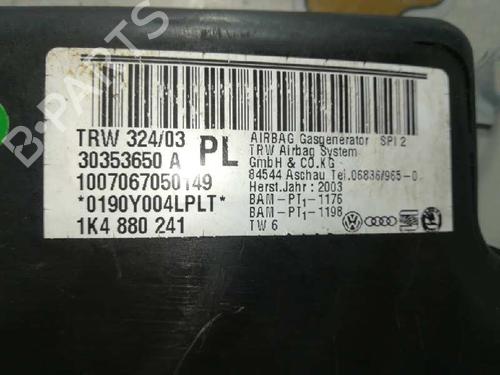 TRW 324/03
30353650 A
PL
1007067050149
*0190Y004LPLT*
1K4 880 241
AIRBAG Gasgenerator SPI 2
TRW Airbag System
GmbH & CO.KG
84544 Aschau Tel.06836/965-0
Herst.Jahr : 2003
BAM-PT1-1176
BAM-PT1-1198
TW 6
B-PARTS